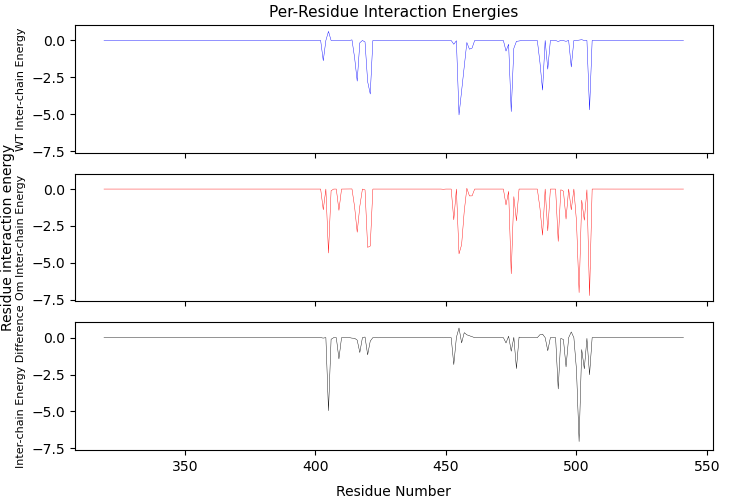 Per-Residue Interaction Energies
Residue interaction energy
WT Inter-chain Energy
0.0
−2.5
−5.0
−7.5
Om Inter-chain Energy
0.0
−2.5
−5.0
−7.5
Inter-chain Energy Difference
0.0
−2.5
−5.0
−7.5
350 400 450 500 550
Residue Number